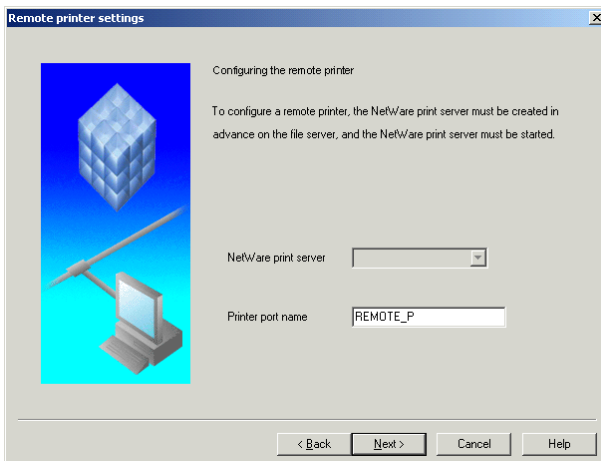 Remote printer settings
Configuring the remote printer
To configure a remote printer, the NetWare print server must be created in
advance on the file server, and the NetWare print server must be started.
NetWare print server
Printer port name REMOTE_P
< Back Next > Cancel Help